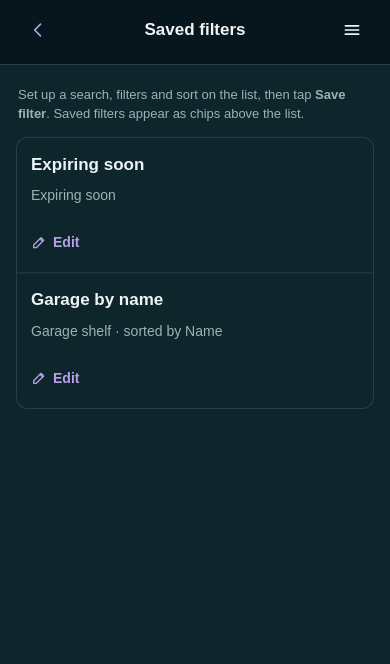 Saved filters
Set up a search, filters and sort on the list, then tap Save
filter. Saved filters appear as chips above the list.
Expiring soon
Expiring soon
Edit
Garage by name
Garage shelf · sorted by Name
Edit